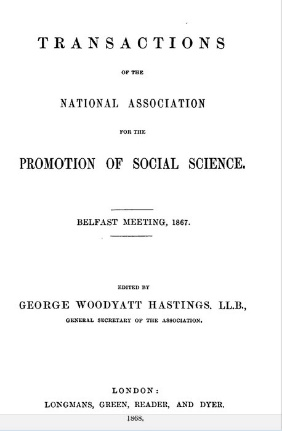 TRANSACTIONS
OF THE
NATIONAL ASSOCIATION
FOR THE
PROMOTION OF SOCIAL SCIENCE.
BELFAST MEETING, 1867.
EDITED BY
GEORGE WOODYATT HASTINGS, LL.B.,
GENERAL SECRETARY OF THE ASSOCIATION.
LONDON:
LONGMANS, GREEN, READER, AND DYER.
1868.